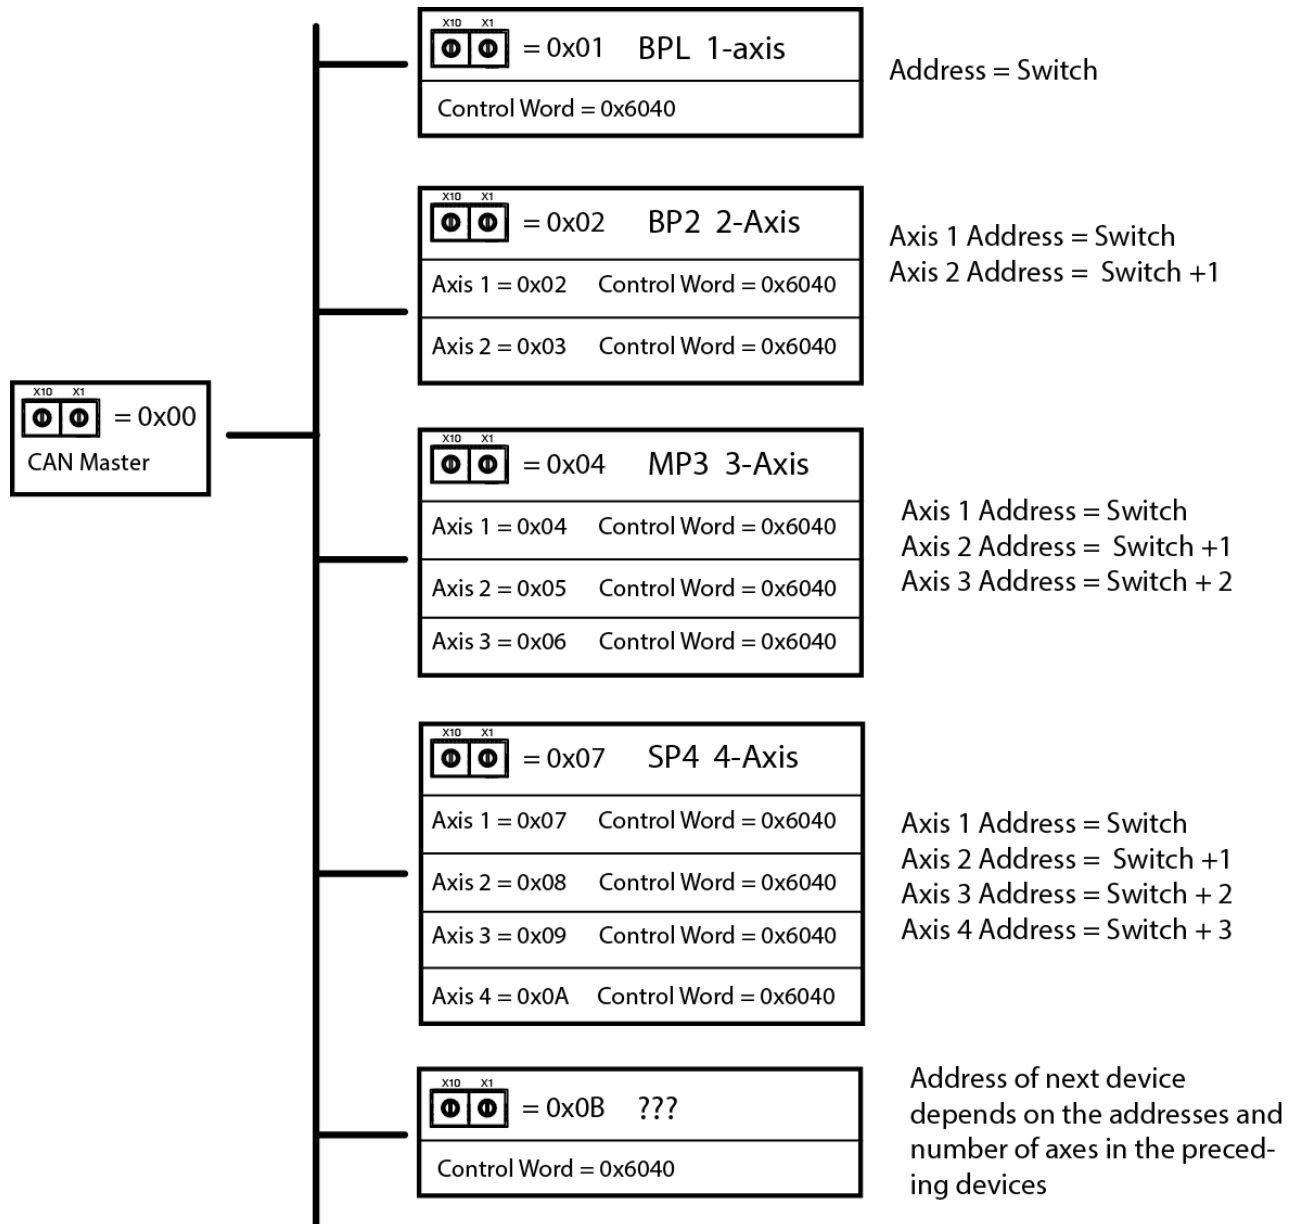 X10 X1
= 0x01 BPL 1-axis
Control Word = 0x6040
Address = Switch
X10 X1
= 0x02 BP2 2-Axis
Axis 1 = 0x02 Control Word = 0x6040
Axis 2 = 0x03 Control Word = 0x6040
Axis 1 Address = Switch
Axis 2 Address = Switch +1
X10 X1
= 0x00
CAN Master
X10 X1
= 0x04 MP3 3-Axis
Axis 1 = 0x04 Control Word = 0x6040
Axis 2 = 0x05 Control Word = 0x6040
Axis 3 = 0x06 Control Word = 0x6040
Axis 1 Address = Switch
Axis 2 Address = Switch +1
Axis 3 Address = Switch + 2
X10 X1
= 0x07 SP4 4-Axis
Axis 1 = 0x07 Control Word = 0x6040
Axis 2 = 0x08 Control Word = 0x6040
Axis 3 = 0x09 Control Word = 0x6040
Axis 4 = 0x0A Control Word = 0x6040
Axis 1 Address = Switch
Axis 2 Address = Switch +1
Axis 3 Address = Switch + 2
Axis 4 Address = Switch + 3
X10 X1
= 0x0B ???
Control Word = 0x6040
Address of next device
depends on the addresses and
number of axes in the preced-
ing devices